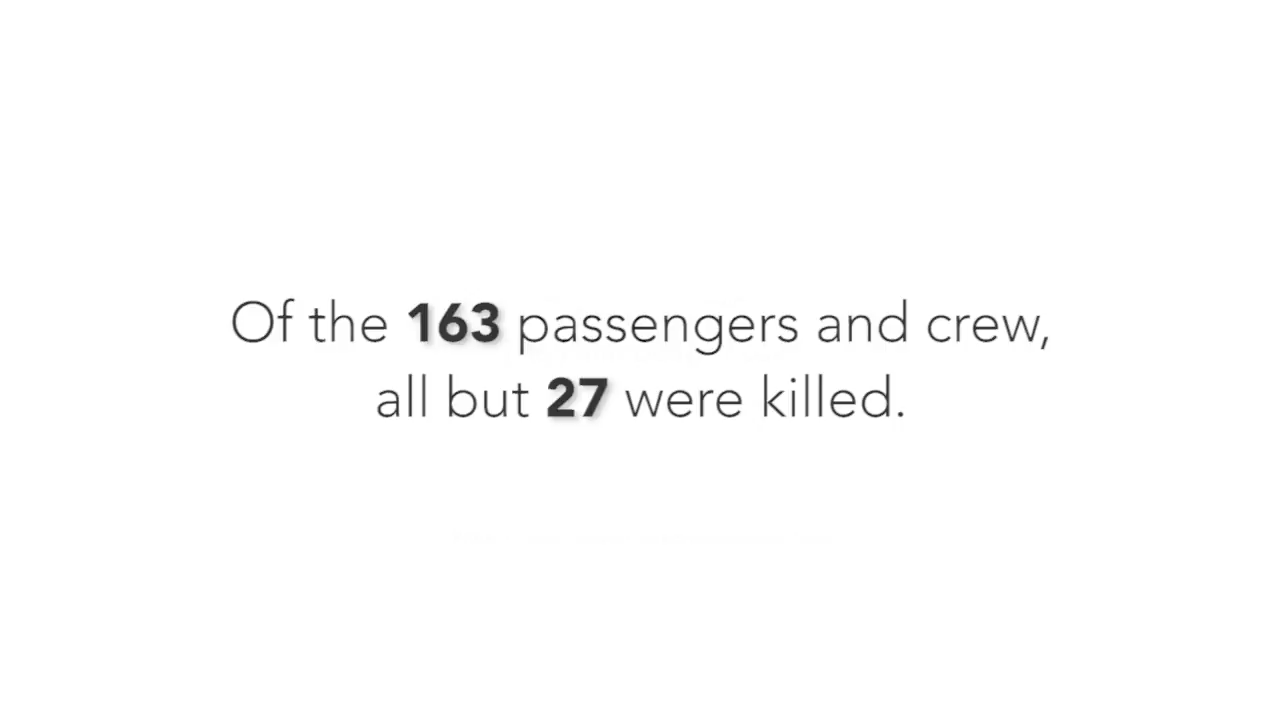 Of the 163 passengers and crew,
all but 27 were killed.